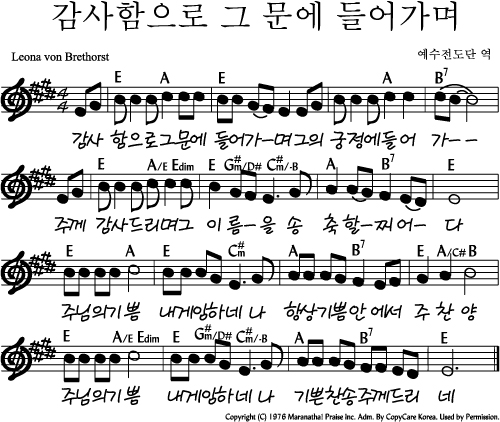 감사함으로 그 문에 들어가며
Leona von Brethorst 예수전도단 역
E A E A B7
감사 함으로그문에 들어가-며그의 긍정에들어 가---
E A/E Edim E G#m/D# C#m/-B A B7 E
주께 감사드리며그 이름-을 송 축할-찌어- 다
E E C#m A B7 E A/C# B
주님의기쁨 내게임하네 나 항상기쁨안에서 주 찬 양
E A/E Edim E G#m/D# C#m/-B A B7 E
주님의기쁨 내게임하네 나 기쁜찬송주께드리 네
Copyright (C) 1976 Maranatha! Praise Inc. Adm. By CopyCare Korea. Used by Permission.